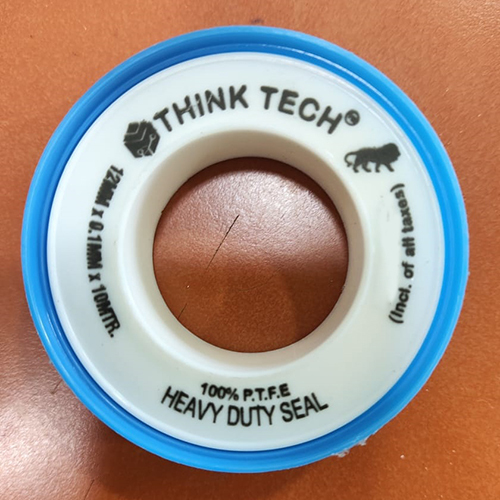 THINK TECH®
12MM x 0.1MM x 10MTR.
(Incl. of all taxes)
100% P.T.F.E
HEAVY DUTY SEAL